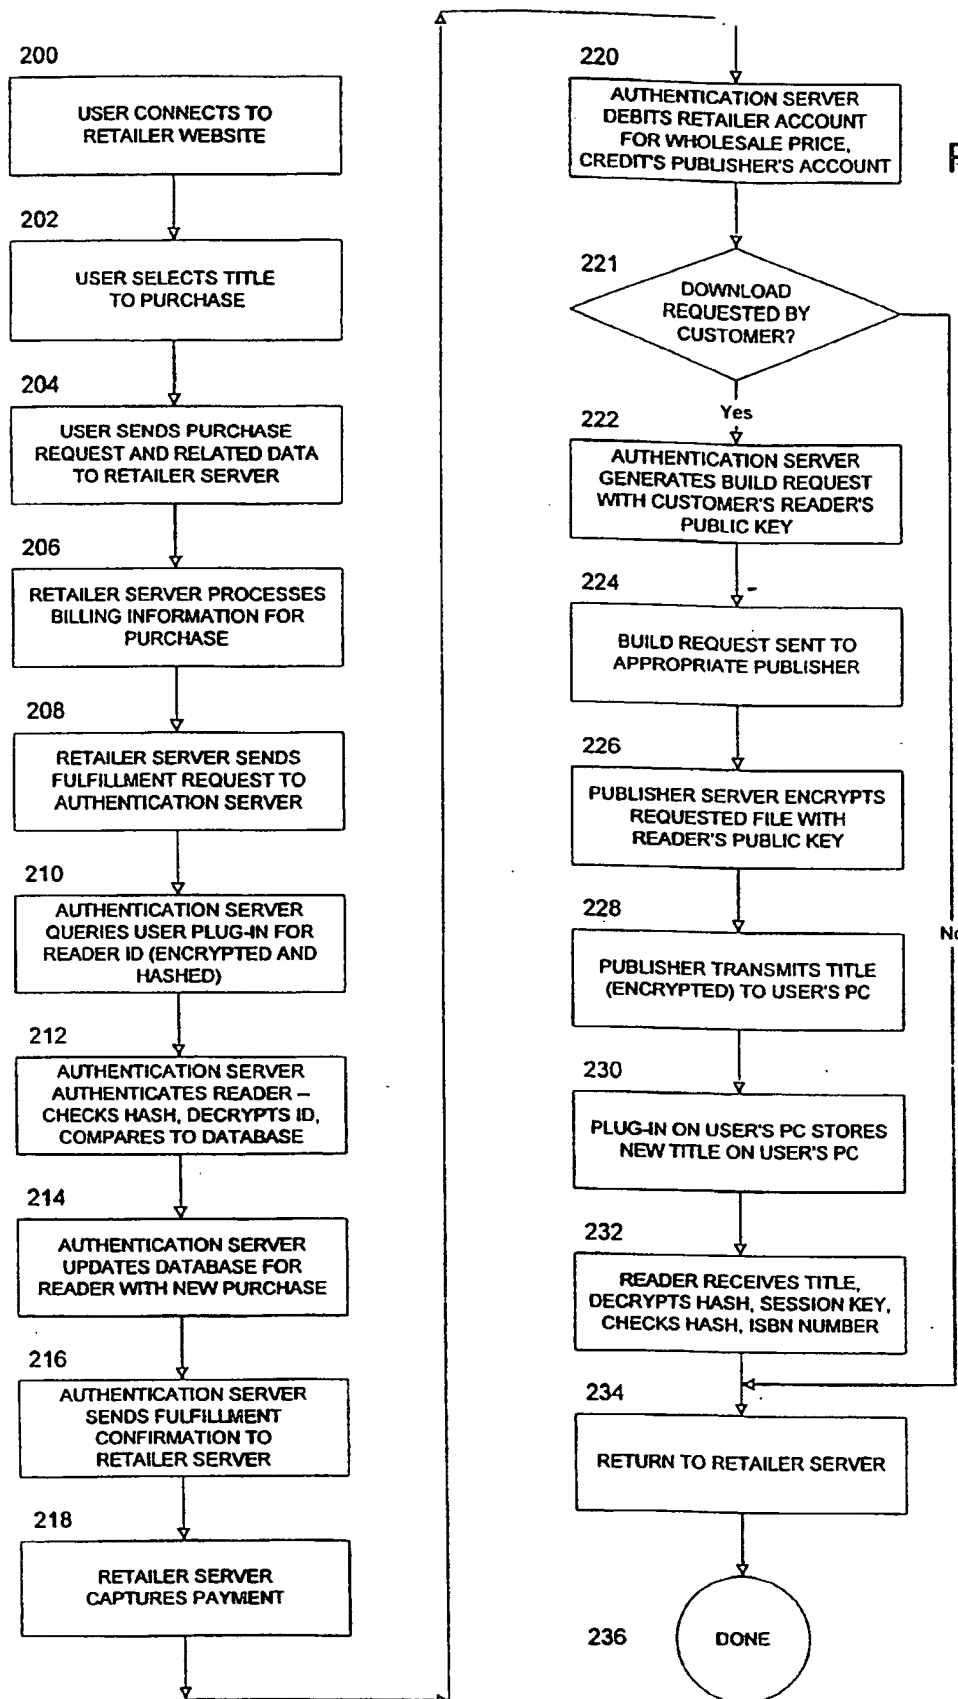 200
USER CONNECTS TO
RETAILER WEBSITE
202
USER SELECTS TITLE
TO PURCHASE
204
USER SENDS PURCHASE
REQUEST AND RELATED DATA
TO RETAILER SERVER
206
RETAILER SERVER PROCESSES
BILLING INFORMATION FOR
PURCHASE
208
RETAILER SERVER SENDS
FULFILLMENT REQUEST TO
AUTHENTICATION SERVER
210
AUTHENTICATION SERVER
QUERIES USER PLUG-IN FOR
READER ID (ENCRYPTED AND
HASHED)
212
AUTHENTICATION SERVER
AUTHENTICATES READER –
CHECKS HASH, DECRYPTS ID,
COMPARES TO DATABASE
214
AUTHENTICATION SERVER
UPDATES DATABASE FOR
READER WITH NEW PURCHASE
216
AUTHENTICATION SERVER
SENDS FULFILLMENT
CONFIRMATION TO
RETAILER SERVER
218
RETAILER SERVER
CAPTURES PAYMENT
220
AUTHENTICATION SERVER
DEBITS RETAILER ACCOUNT
FOR WHOLESALE PRICE,
CREDIT'S PUBLISHER'S ACCOUNT
221
DOWNLOAD
REQUESTED BY
CUSTOMER?
Yes
222
AUTHENTICATION SERVER
GENERATES BUILD REQUEST
WITH CUSTOMER'S READER'S
PUBLIC KEY
224
BUILD REQUEST SENT TO
APPROPRIATE PUBLISHER
226
PUBLISHER SERVER ENCRYPTS
REQUESTED FILE WITH
READER'S PUBLIC KEY
228
PUBLISHER TRANSMITS TITLE
(ENCRYPTED) TO USER'S PC
No
230
PLUG-IN ON USER'S PC STORES
NEW TITLE ON USER'S PC
232
READER RECEIVES TITLE,
DECRYPTS HASH, SESSION KEY,
CHECKS HASH, ISBN NUMBER
234
RETURN TO RETAILER SERVER
236
DONE